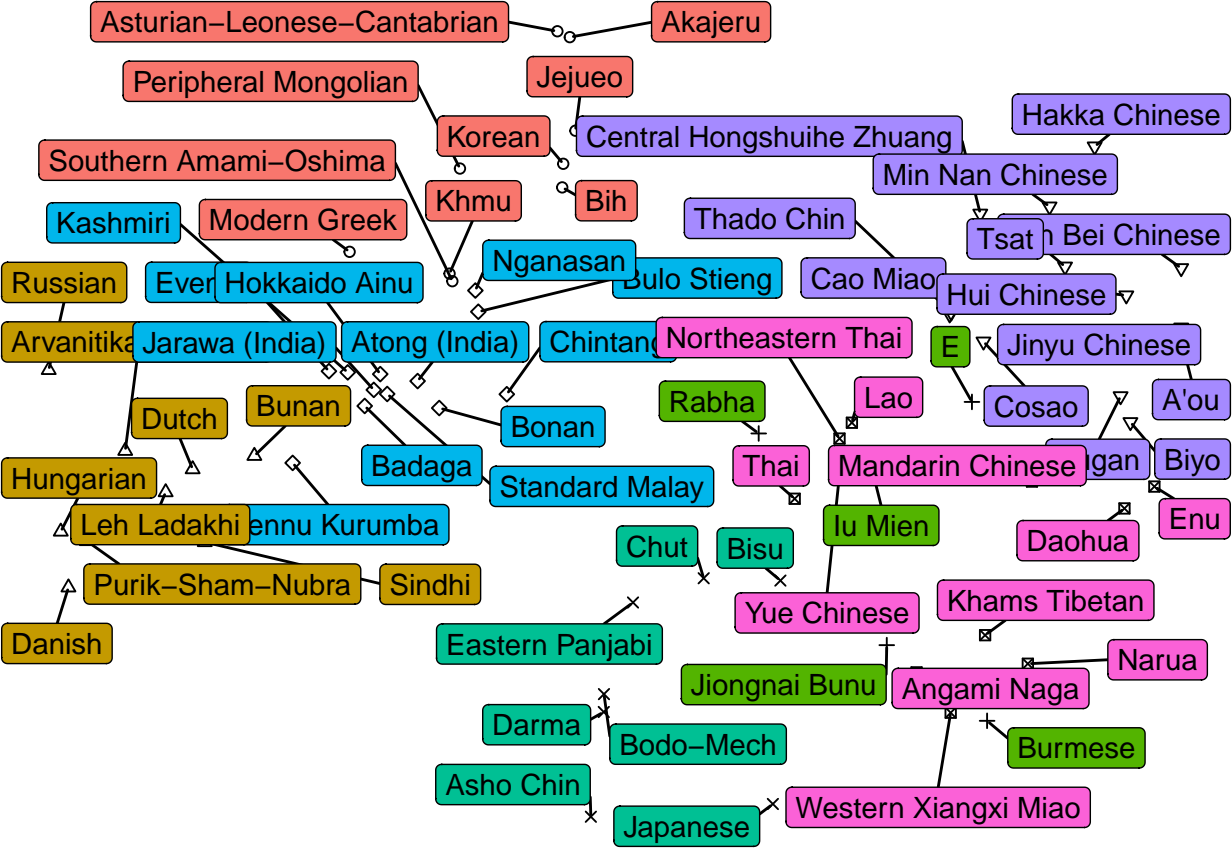 Asturian−Leonese−Cantabrian
Akajeru
Jejueo
Peripheral Mongolian
Hakka Chinese
Korean
Central Hongshuihe Zhuang
Southern Amami−Oshima
Min Nan Chinese
Khmu
Bih
Kashmiri
Modern Greek
Thado Chin
Tsat
Bei Chinese
Nganasan
Bulo Stieng
Russian
Hokkaido Ainu
Cao Miao
Hui Chinese
Arvanitika
Jarawa (India)
Atong (India)
Chintang
Northeastern Thai
E
Jinyu Chinese
Dutch
Bunan
Rabha
Lao
Cosao
A'ou
Bonan
Hungarian
Badaga
Thai
Mandarin Chinese
Biyo
Standard Malay
Leh Ladakhi
Kurumba
Iu Mien
Enu
Chut
Bisu
Daohua
Purik−Sham−Nubra
Sindhi
Yue Chinese
Khams Tibetan
Danish
Eastern Panjabi
Narua
Jiongnai Bunu
Angami Naga
Darma
Bodo−Mech
Burmese
Asho Chin
Western Xiangxi Miao
Japanese